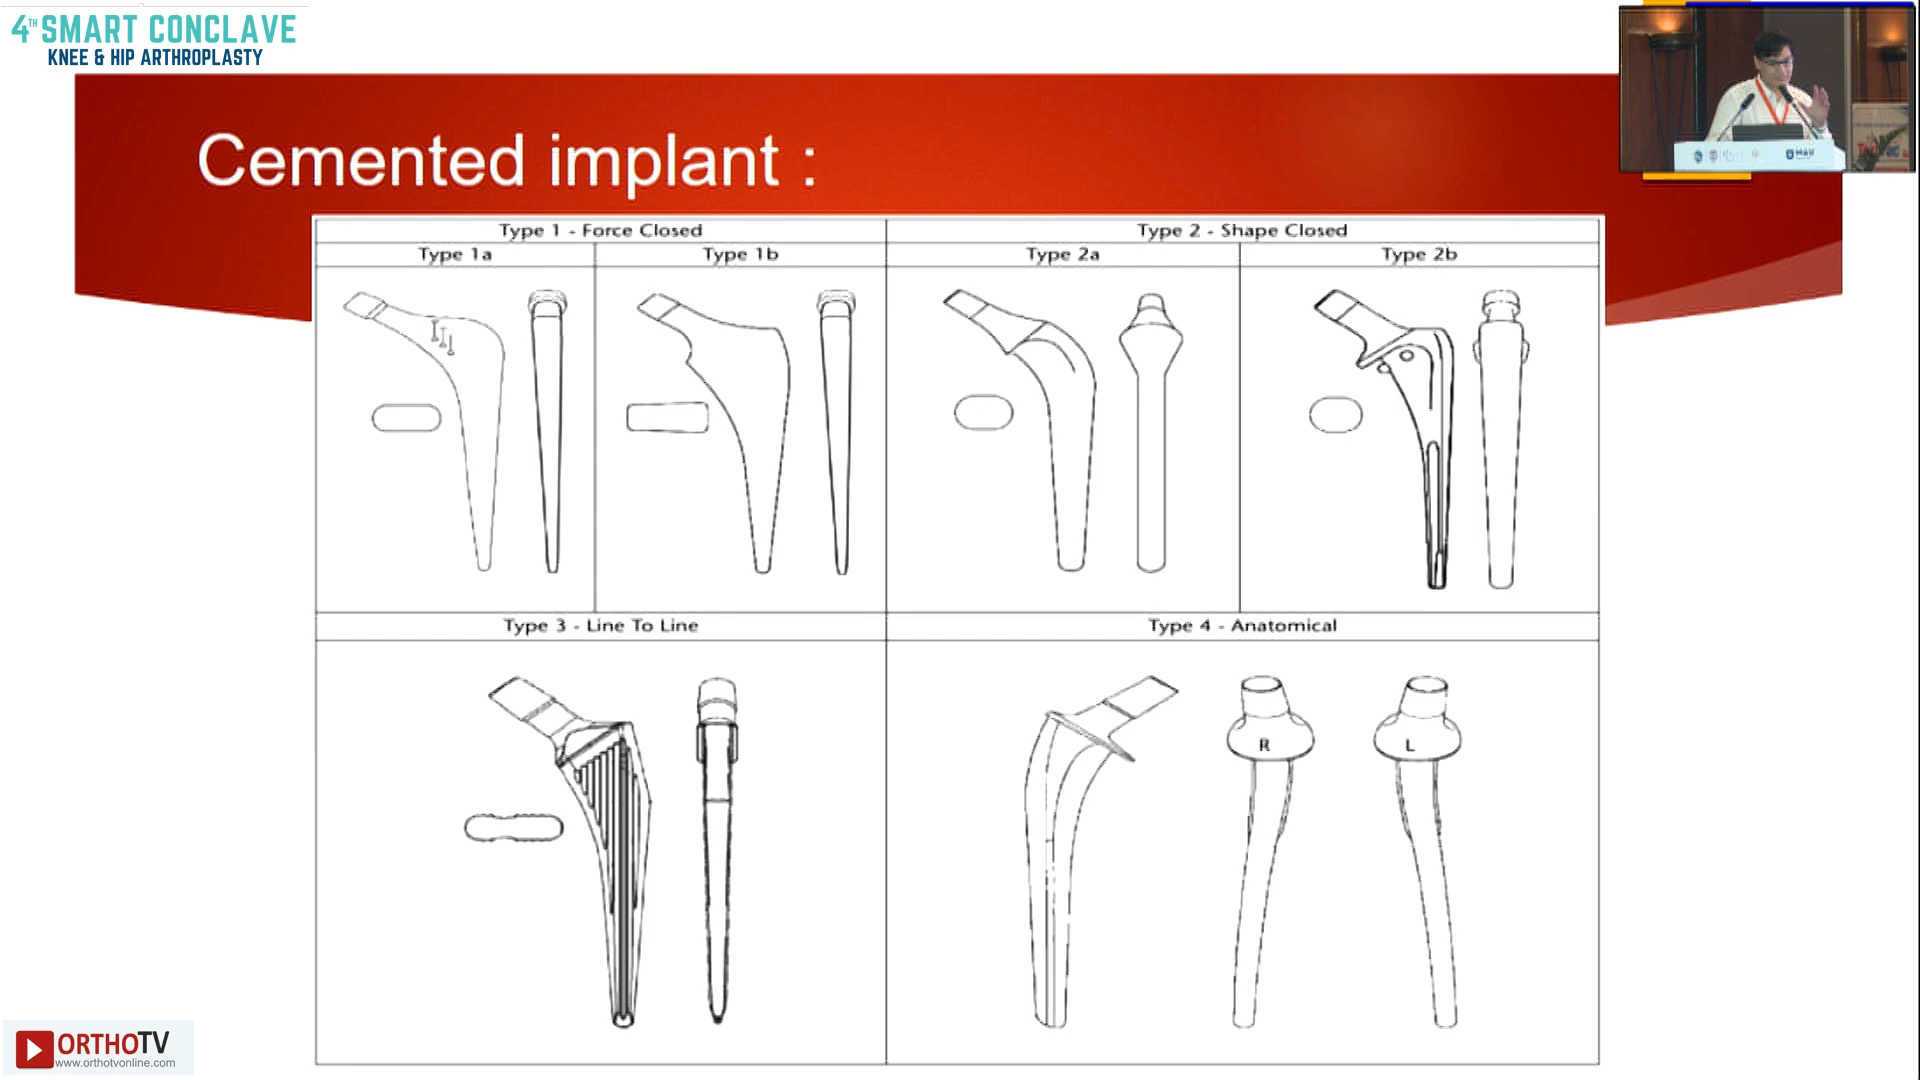 4TH SMART CONCLAVE
KNEE & HIP ARTHROPLASTY
Cemented implant :
Type 1 - Force Closed
Type 2 - Shape Closed
Type 1a
Type 1b
Type 2a
Type 2b
Type 3 - Line To Line
Type 4 - Anatomical
R
L
ORTHOTV
www.orthotvonline.com